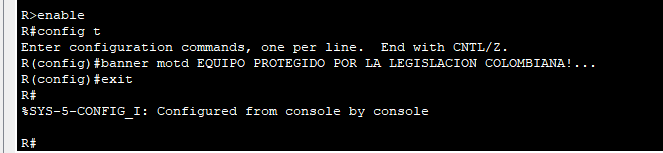 R>enable
R#config t
Enter configuration commands, one per line.  End with CNTL/Z.
R(config)#banner motd EQUIPO PROTEGIDO POR LA LEGISLACION COLOMBIANA!...
R(config)#exit
R#
%SYS-5-CONFIG_I: Configured from console by console
R#